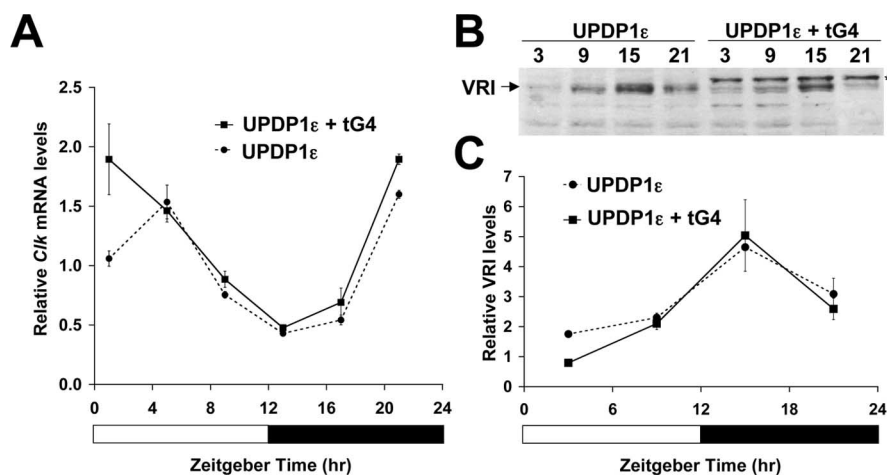 A
2.5
2.0
1.5
1.0
0.5
0.0
Relative Clk mRNA levels
UPDP1ε + tG4
UPDP1ε
0 4 8 12 16 20 24
Zeitgeber Time (hr)
B
UPDP1ε UPDP1ε + tG4
3 9 15 21 3 9 15 21
VRI
*
C
7
6
5
4
3
2
1
0
Relative VRI levels
UPDP1ε
UPDP1ε + tG4
0 6 12 18 24
Zeitgeber Time (hr)